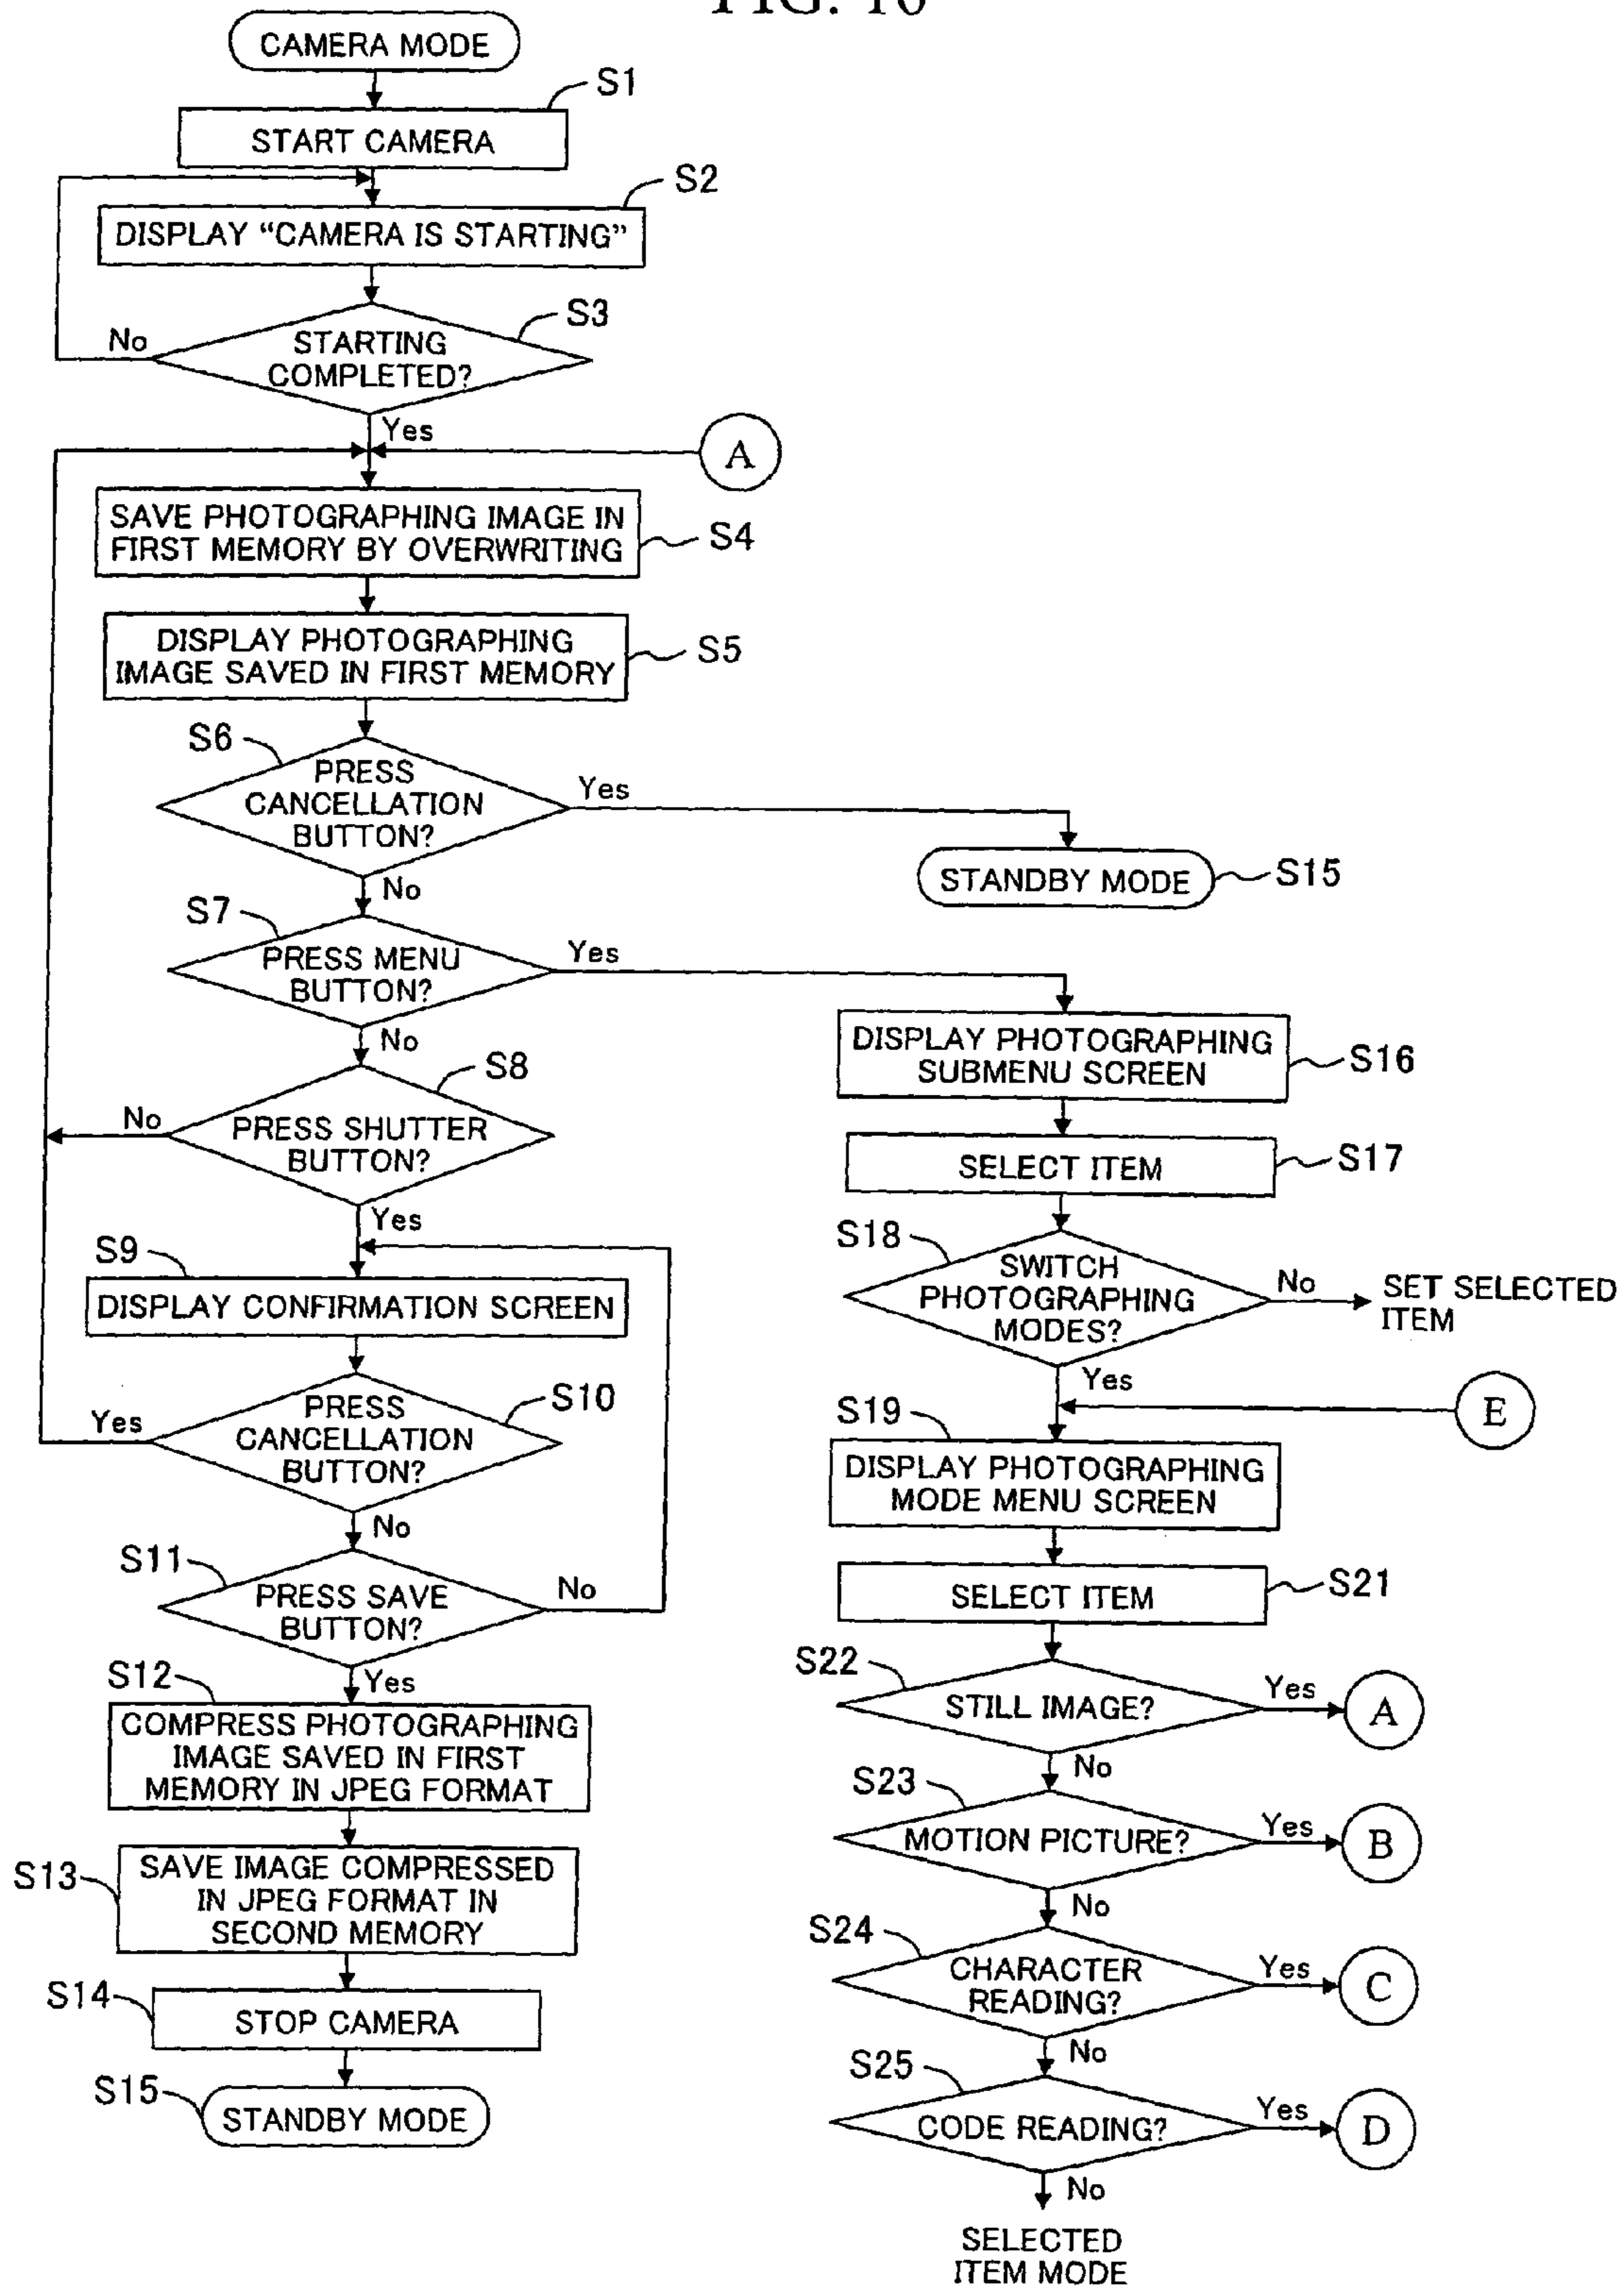 FIG. 16
CAMERA MODE
S1
START CAMERA
S2
DISPLAY “CAMERA IS STARTING”
S3
STARTING
COMPLETED?
No
Yes
A
SAVE PHOTOGRAPHING IMAGE IN
FIRST MEMORY BY OVERWRITING
S4
DISPLAY PHOTOGRAPHING
IMAGE SAVED IN FIRST MEMORY
S5
S6
PRESS
CANCELLATION
BUTTON?
Yes
No
STANDBY MODE
S15
S7
PRESS MENU
BUTTON?
Yes
No
S8
PRESS SHUTTER
BUTTON?
No
Yes
S9
DISPLAY CONFIRMATION SCREEN
S10
PRESS
CANCELLATION
BUTTON?
Yes
No
S11
PRESS SAVE
BUTTON?
No
Yes
S12
COMPRESS PHOTOGRAPHING
IMAGE SAVED IN FIRST
MEMORY IN JPEG FORMAT
S13
SAVE IMAGE COMPRESSED
IN JPEG FORMAT IN
SECOND MEMORY
S14
STOP CAMERA
S15
STANDBY MODE
DISPLAY PHOTOGRAPHING
SUBMENU SCREEN
S16
SELECT ITEM
S17
S18
SWITCH
PHOTOGRAPHING
MODES?
No
SET SELECTED
ITEM
Yes
E
S19
DISPLAY PHOTOGRAPHING
MODE MENU SCREEN
SELECT ITEM
S21
S22
STILL IMAGE?
Yes
A
No
S23
MOTION PICTURE?
Yes
B
No
S24
CHARACTER
READING?
Yes
C
No
S25
CODE READING?
Yes
D
No
SELECTED
ITEM MODE